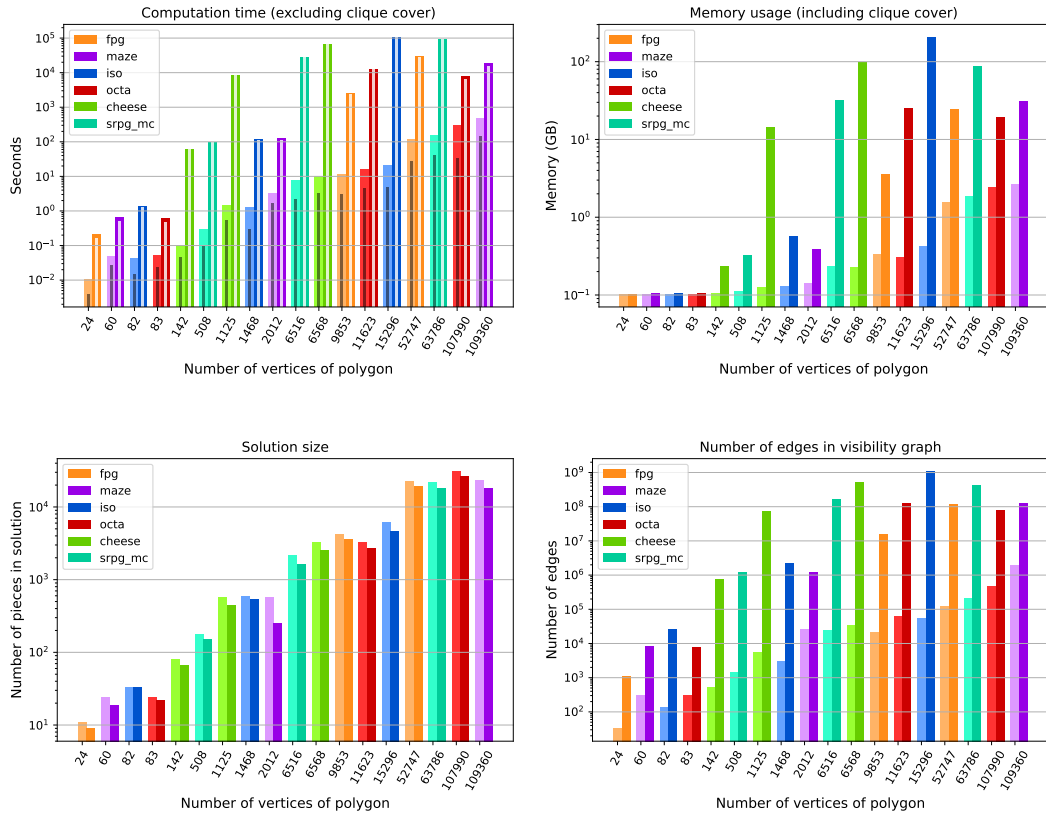 Computation time (excluding clique cover)
Seconds
10^5
10^4
10^3
10^2
10^1
10^0
10^−1
10^−2
fpg
maze
iso
octa
cheese
srpg_mc
24 60 82 83 142 508 1125 1468 2012 6516 6568 9853 11623 15296 52747 63786 107990 109360
Number of vertices of polygon
Memory usage (including clique cover)
Memory (GB)
10^2
10^1
10^0
10^−1
fpg
maze
iso
octa
cheese
srpg_mc
24 60 82 83 142 508 1125 1468 2012 6516 6568 9853 11623 15296 52747 63786 107990 109360
Number of vertices of polygon
Solution size
Number of pieces in solution
10^4
10^3
10^2
10^1
fpg
maze
iso
octa
cheese
srpg_mc
24 60 82 83 142 508 1125 1468 2012 6516 6568 9853 11623 15296 52747 63786 107990 109360
Number of vertices of polygon
Number of edges in visibility graph
Number of edges
10^9
10^8
10^7
10^6
10^5
10^4
10^3
10^2
fpg
maze
iso
octa
cheese
srpg_mc
24 60 82 83 142 508 1125 1468 2012 6516 6568 9853 11623 15296 52747 63786 107990 109360
Number of vertices of polygon